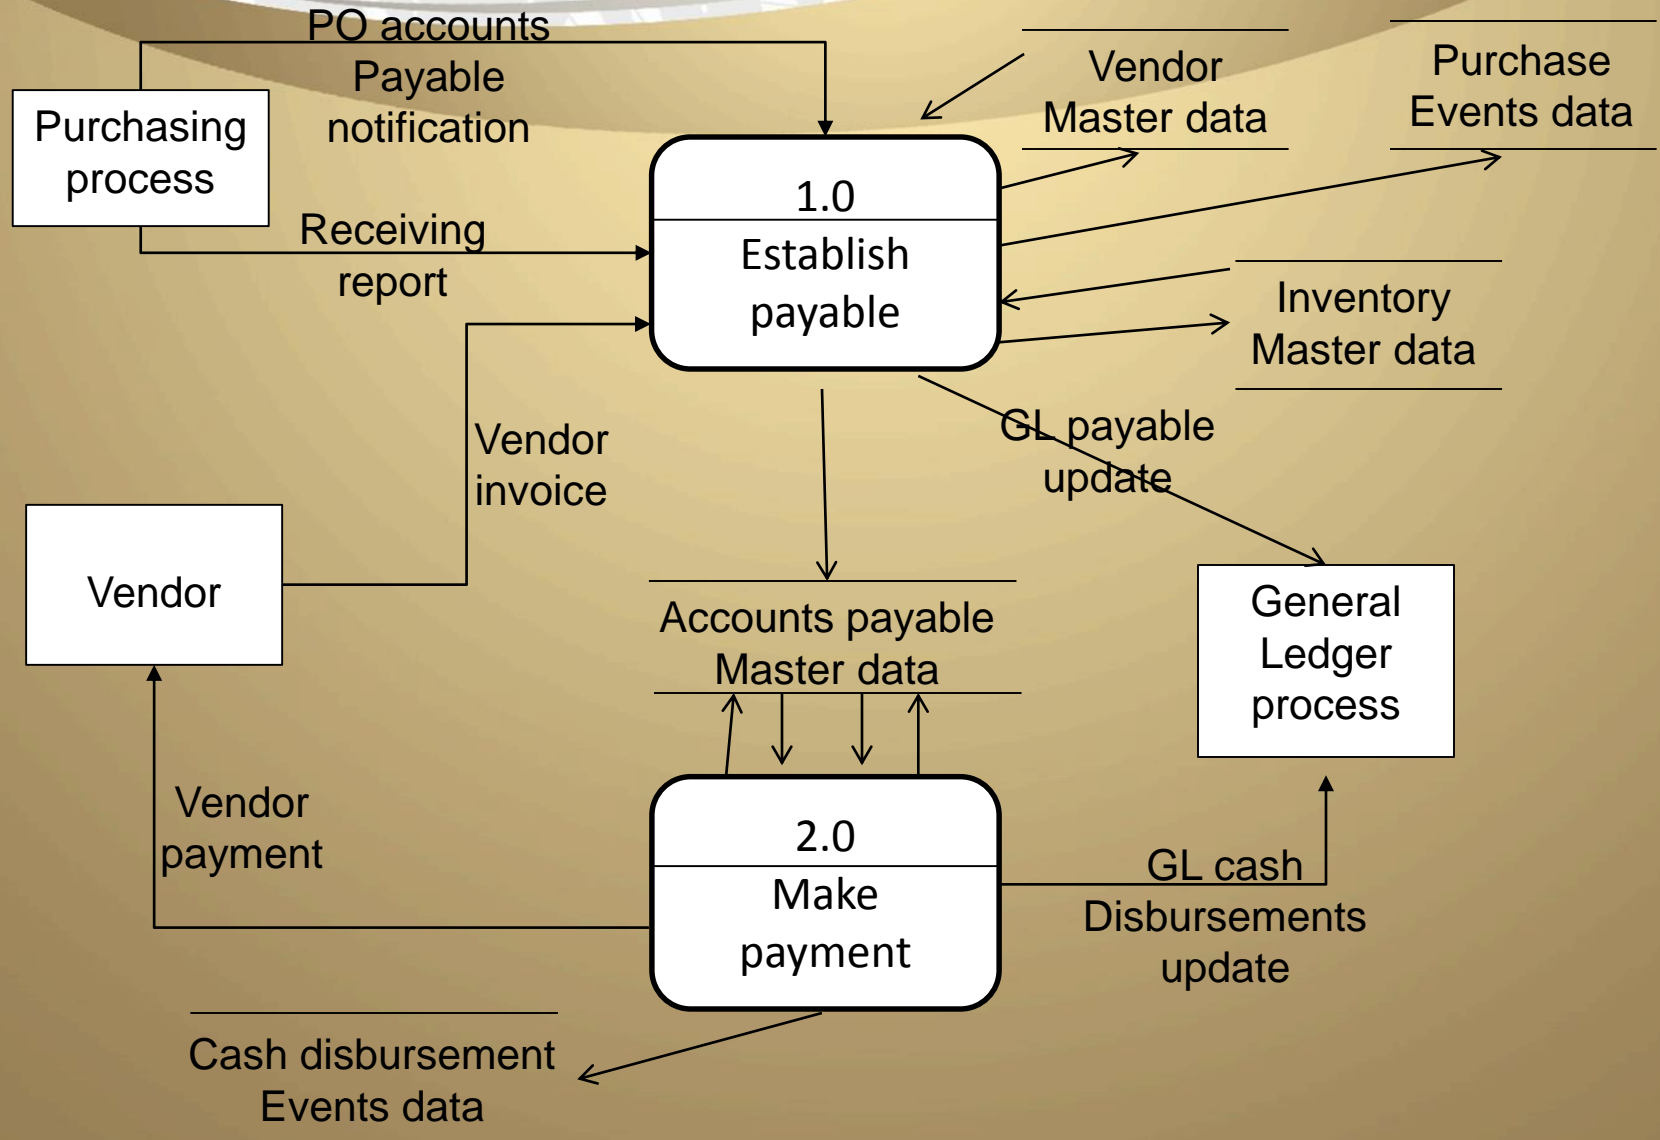 PO accounts
Payable
notification
Purchasing
process
Receiving
report
1.0
Establish
payable
Vendor
Master data
Purchase
Events data
Inventory
Master data
Vendor
invoice
GL payable
update
Vendor
Accounts payable
Master data
General
Ledger
process
Vendor
payment
2.0
Make
payment
GL cash
Disbursements
update
Cash disbursement
Events data